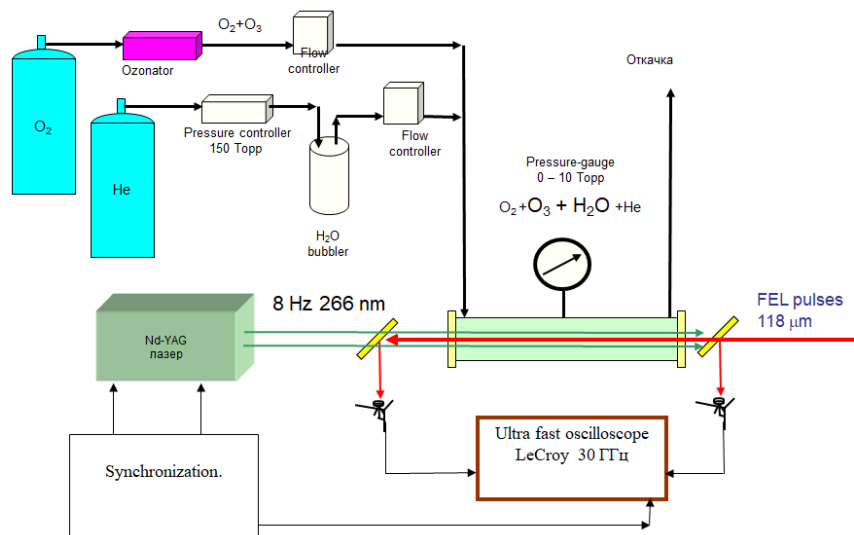 O₂+O₃
Ozonator
Flow
controller
Откачка
O₂
Pressure controller
150 Торр
Flow
controller
He
Pressure-gauge
0 – 10 Торр
O₂ +O₃ + H₂O +He
H₂O
bubbler
8 Hz 266 nm
FEL pulses
118 μm
Nd-YAG
лазер
Ultra fast oscilloscope
LeCroy 30 ГГц
Synchronization.